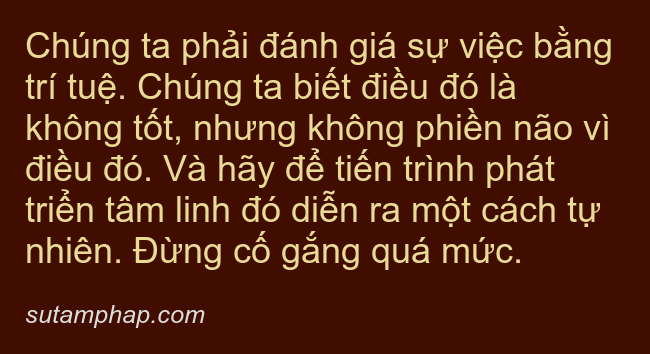 Chúng ta phải đánh giá sự việc bằng
trí tuệ. Chúng ta biết điều đó là
không tốt, nhưng không phiền não vì
điều đó. Và hãy để tiến trình phát
triển tâm linh đó diễn ra một cách tự
nhiên. Đừng cố gắng quá mức.
sutamphap.com